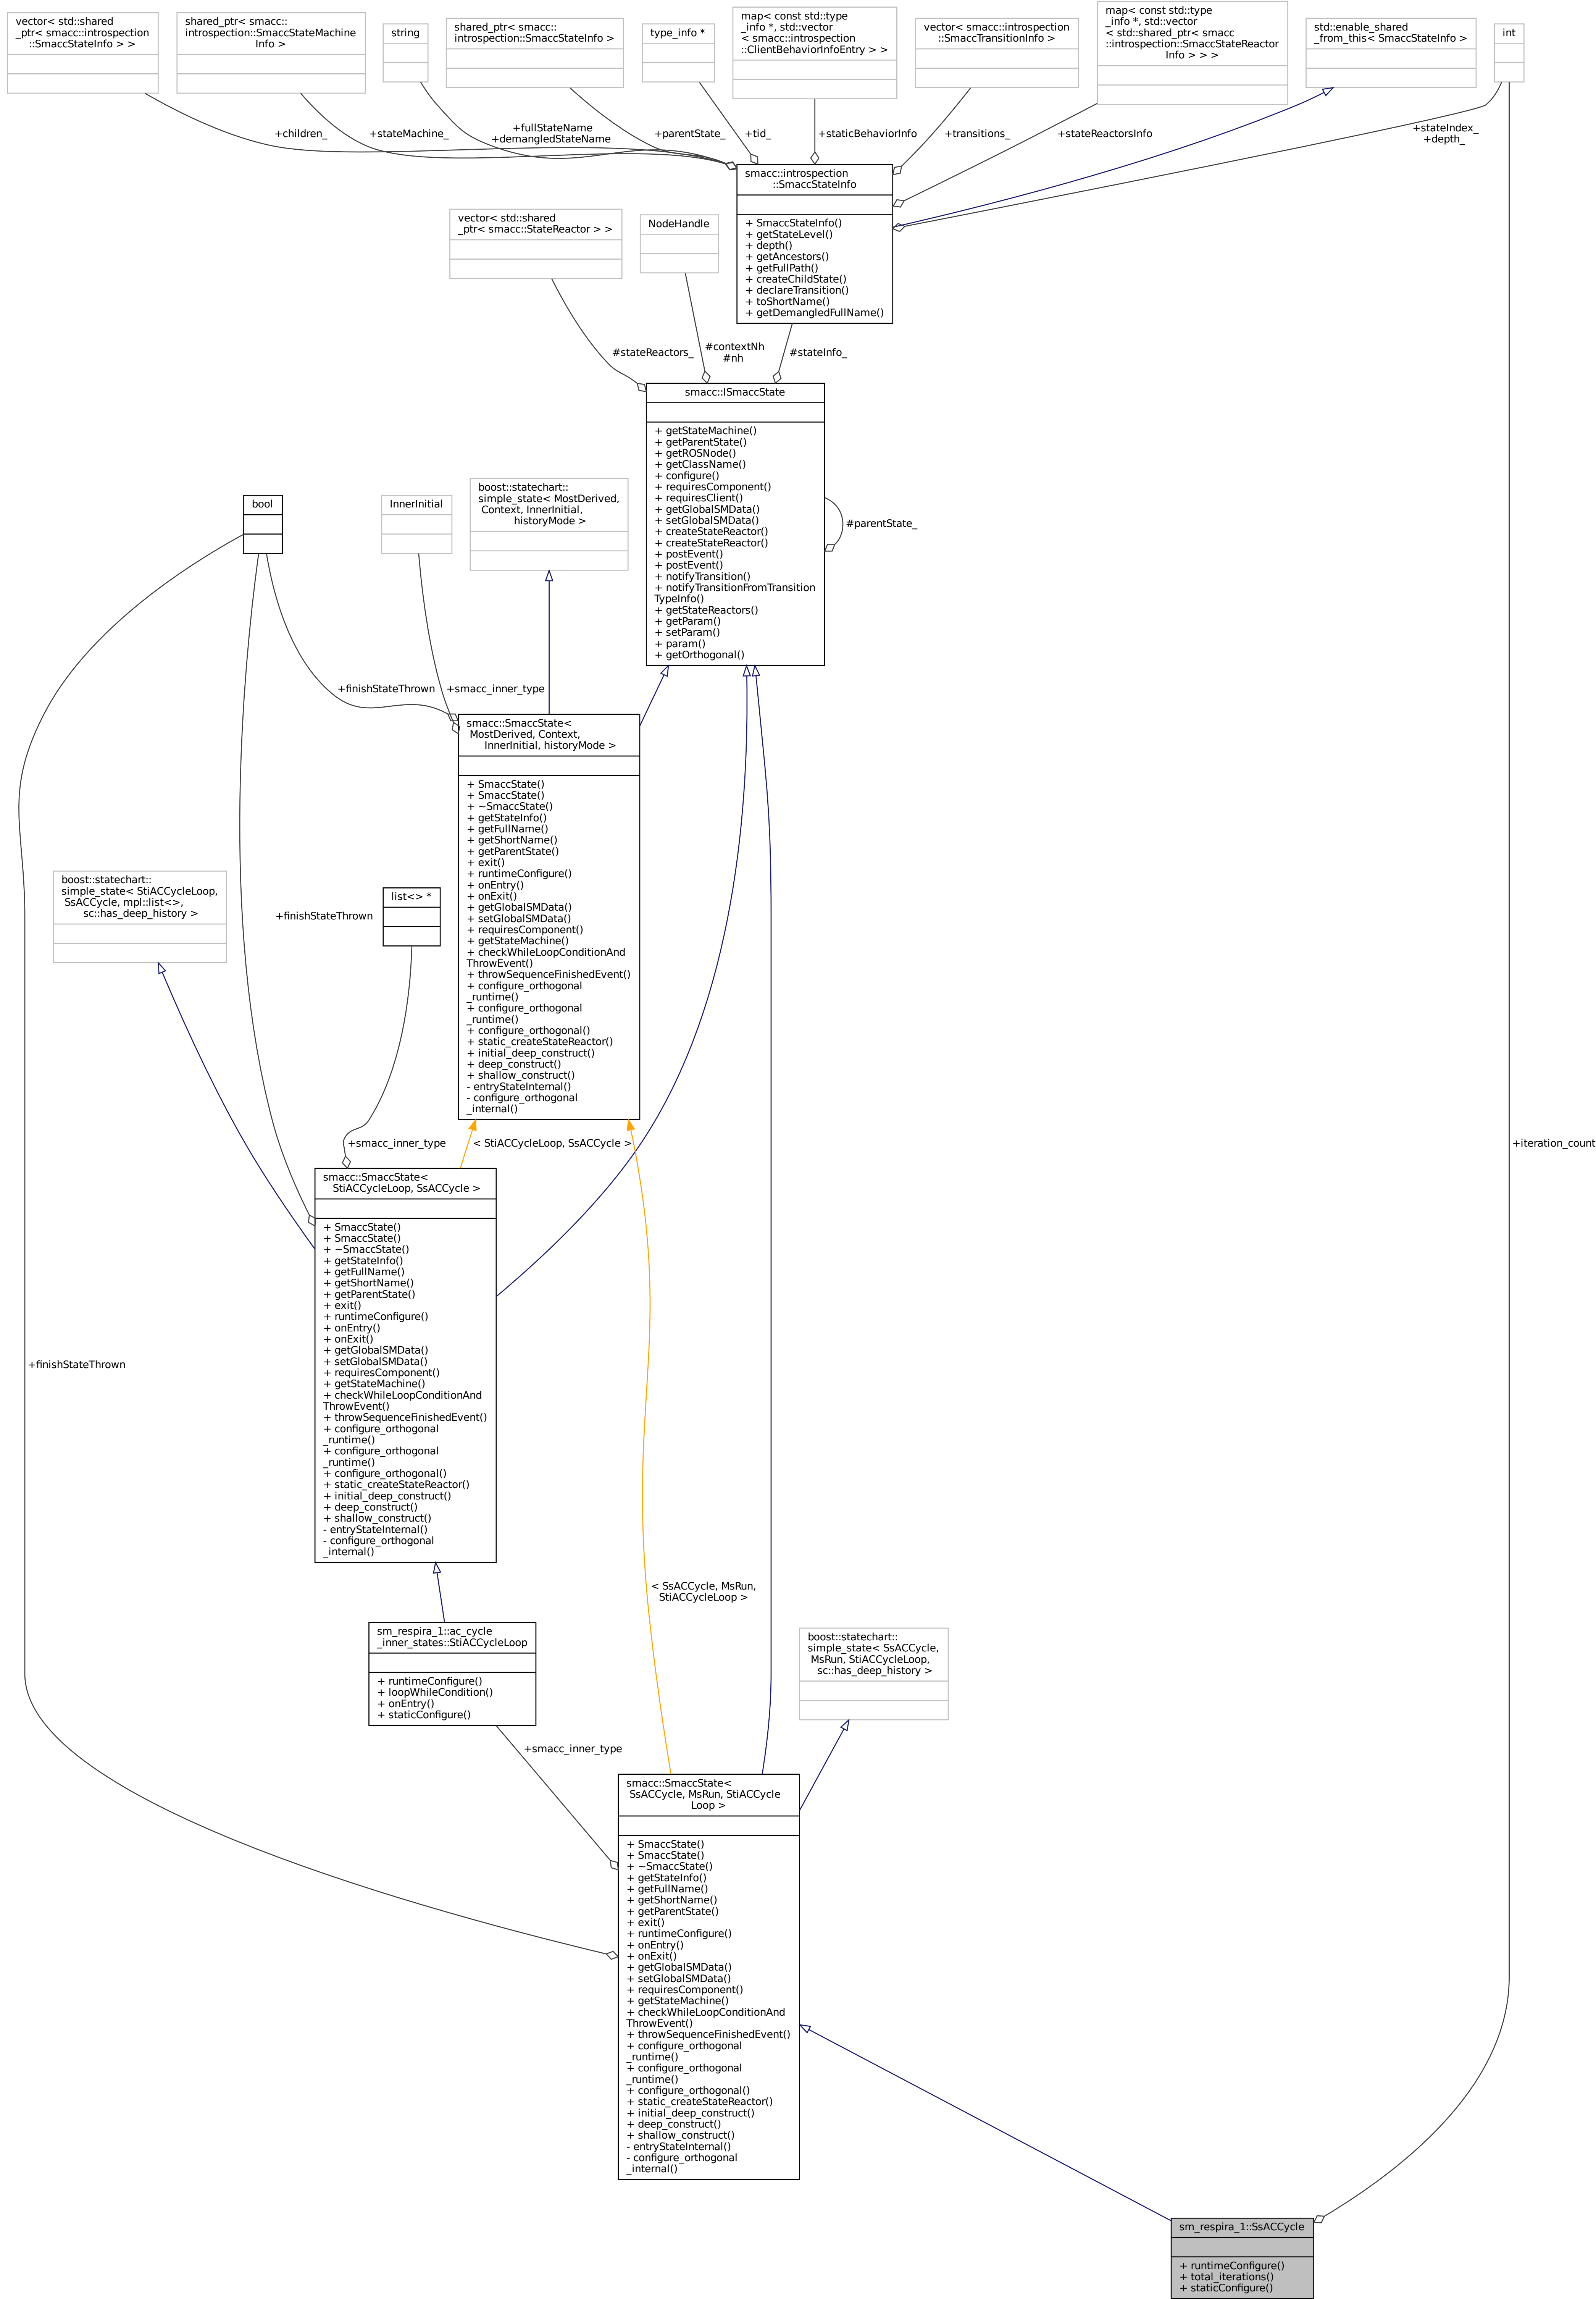 vector< std::shared
_ptr< smacc::introspection
::SmaccStateInfo > >
shared_ptr< smacc::
introspection::SmaccStateMachine
Info >
string
shared_ptr< smacc::
introspection::SmaccStateInfo >
type_info *
map< const std::type
_info *, std::vector
< smacc::introspection
::ClientBehaviorInfoEntry > >
vector< smacc::introspection
::SmaccTransitionInfo >
map< const std::type
_info *, std::vector
< std::shared_ptr< smacc
::introspection::SmaccStateReactor
Info > > >
std::enable_shared
_from_this< SmaccStateInfo >
int
+children_
+stateMachine_
+fullStateName
+demangledStateName
+parentState_
+tid_
+staticBehaviorInfo
+transitions_
+stateReactorsInfo
+stateIndex_
+depth_
smacc::introspection
::SmaccStateInfo
+ SmaccStateInfo()
+ getStateLevel()
+ depth()
+ getAncestors()
+ getFullPath()
+ createChildState()
+ declareTransition()
+ toShortName()
+ getDemangledFullName()
vector< std::shared
_ptr< smacc::StateReactor > >
NodeHandle
#stateReactors_
#contextNh
#nh
#stateInfo_
smacc::ISmaccState
+ getStateMachine()
+ getParentState()
+ getROSNode()
+ getClassName()
+ configure()
+ requiresComponent()
+ requiresClient()
+ getGlobalSMData()
+ setGlobalSMData()
+ createStateReactor()
+ createStateReactor()
+ postEvent()
+ postEvent()
+ notifyTransition()
+ notifyTransitionFromTransition
TypeInfo()
+ getStateReactors()
+ getParam()
+ setParam()
+ param()
+ getOrthogonal()
#parentState_
bool
InnerInitial
boost::statechart::
simple_state< MostDerived,
Context, InnerInitial,
historyMode >
+finishStateThrown
+smacc_inner_type
smacc::SmaccState<
MostDerived, Context,
InnerInitial, historyMode >
+ SmaccState()
+ SmaccState()
+ ~SmaccState()
+ getStateInfo()
+ getFullName()
+ getShortName()
+ getParentState()
+ exit()
+ runtimeConfigure()
+ onEntry()
+ onExit()
+ getGlobalSMData()
+ setGlobalSMData()
+ requiresComponent()
+ getStateMachine()
+ checkWhileLoopConditionAnd
ThrowEvent()
+ throwSequenceFinishedEvent()
+ configure_orthogonal
_runtime()
+ configure_orthogonal
_runtime()
+ configure_orthogonal()
+ static_createStateReactor()
+ initial_deep_construct()
+ deep_construct()
+ shallow_construct()
- entryStateInternal()
- configure_orthogonal
_internal()
boost::statechart::
simple_state< StiACCycleLoop,
SsACCycle, mpl::list<>,
sc::has_deep_history >
+finishStateThrown
list<> *
+smacc_inner_type
< StiACCycleLoop, SsACCycle >
+iteration_count
smacc::SmaccState<
StiACCycleLoop, SsACCycle >
+ SmaccState()
+ SmaccState()
+ ~SmaccState()
+ getStateInfo()
+ getFullName()
+ getShortName()
+ getParentState()
+ exit()
+ runtimeConfigure()
+ onEntry()
+ onExit()
+ getGlobalSMData()
+ setGlobalSMData()
+ requiresComponent()
+ getStateMachine()
+ checkWhileLoopConditionAnd
ThrowEvent()
+ throwSequenceFinishedEvent()
+ configure_orthogonal
_runtime()
+ configure_orthogonal
_runtime()
+ configure_orthogonal()
+ static_createStateReactor()
+ initial_deep_construct()
+ deep_construct()
+ shallow_construct()
- entryStateInternal()
- configure_orthogonal
_internal()
+finishStateThrown
< SsACCycle, MsRun,
StiACCycleLoop >
sm_respira_1::ac_cycle
_inner_states::StiACCycleLoop
+ runtimeConfigure()
+ loopWhileCondition()
+ onEntry()
+ staticConfigure()
boost::statechart::
simple_state< SsACCycle,
MsRun, StiACCycleLoop,
sc::has_deep_history >
+smacc_inner_type
smacc::SmaccState<
SsACCycle, MsRun, StiACCycle
Loop >
+ SmaccState()
+ SmaccState()
+ ~SmaccState()
+ getStateInfo()
+ getFullName()
+ getShortName()
+ getParentState()
+ exit()
+ runtimeConfigure()
+ onEntry()
+ onExit()
+ getGlobalSMData()
+ setGlobalSMData()
+ requiresComponent()
+ getStateMachine()
+ checkWhileLoopConditionAnd
ThrowEvent()
+ throwSequenceFinishedEvent()
+ configure_orthogonal
_runtime()
+ configure_orthogonal
_runtime()
+ configure_orthogonal()
+ static_createStateReactor()
+ initial_deep_construct()
+ deep_construct()
+ shallow_construct()
- entryStateInternal()
- configure_orthogonal
_internal()
sm_respira_1::SsACCycle
+ runtimeConfigure()
+ total_iterations()
+ staticConfigure()